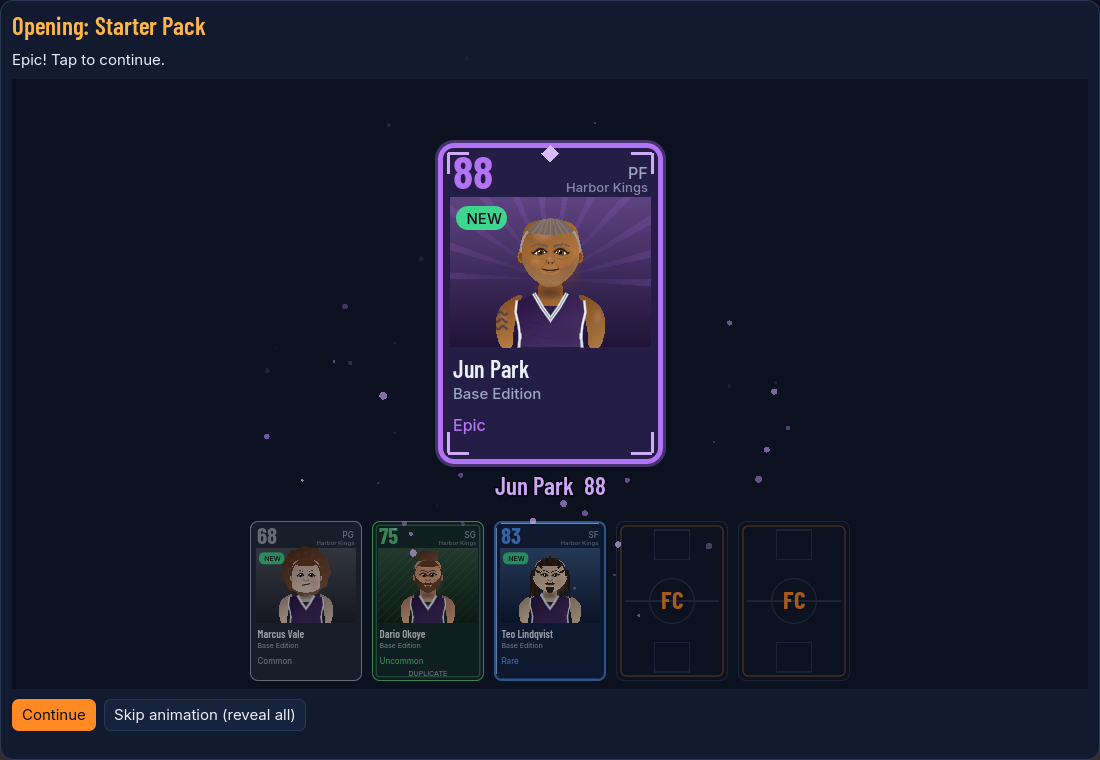 Opening: Starter Pack
Epic! Tap to continue.
88
PF
Harbor Kings
NEW
Jun Park
Base Edition
Epic
Jun Park 88
68
PG
Harbor Kings
NEW
Marcus Vale
Base Edition
Common
75
SG
Harbor Kings
Dario Okoye
Base Edition
Uncommon
DUPLICATE
83
SF
Harbor Kings
NEW
Teo Lindqvist
Base Edition
Rare
FC
FC
Continue
Skip animation (reveal all)